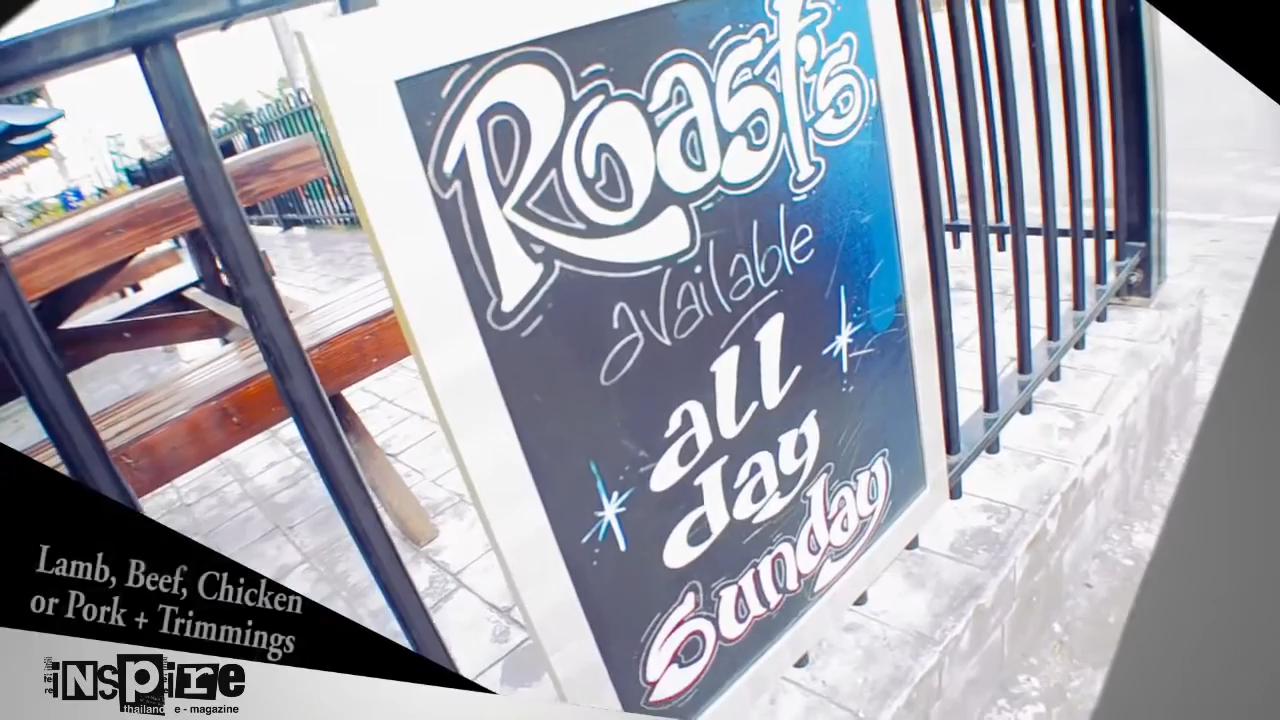 Roast's
available
all
day
Sunday
Lamb, Beef, Chicken
or Pork + Trimmings
iNspire
thailand e - magazine